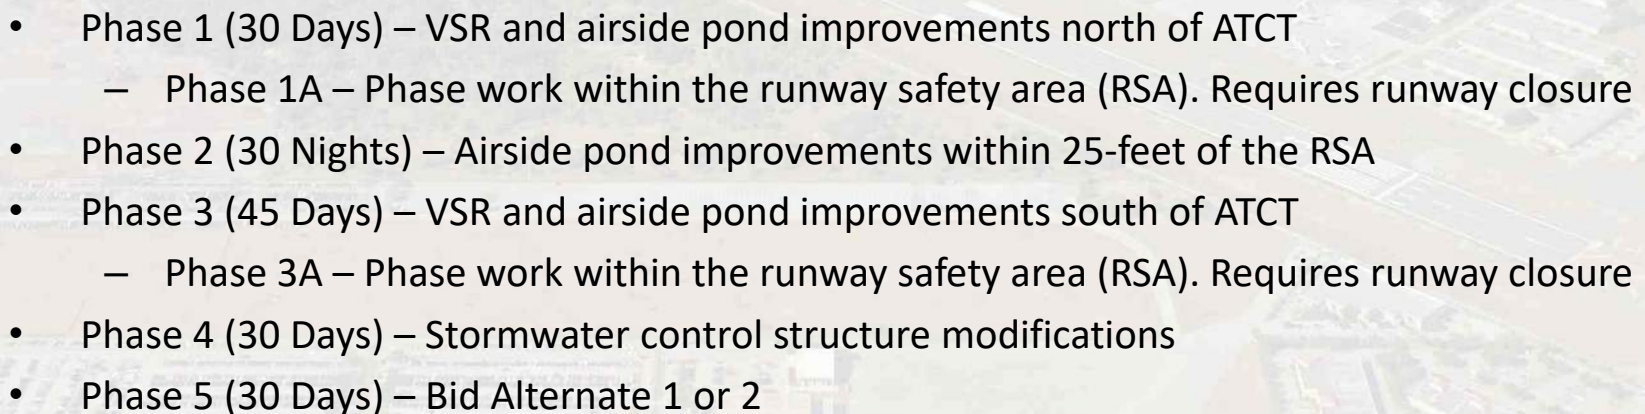 • Phase 1 (30 Days) – VSR and airside pond improvements north of ATCT
– Phase 1A – Phase work within the runway safety area (RSA). Requires runway closure
• Phase 2 (30 Nights) – Airside pond improvements within 25-feet of the RSA
• Phase 3 (45 Days) – VSR and airside pond improvements south of ATCT
– Phase 3A – Phase work within the runway safety area (RSA). Requires runway closure
• Phase 4 (30 Days) – Stormwater control structure modifications
• Phase 5 (30 Days) – Bid Alternate 1 or 2